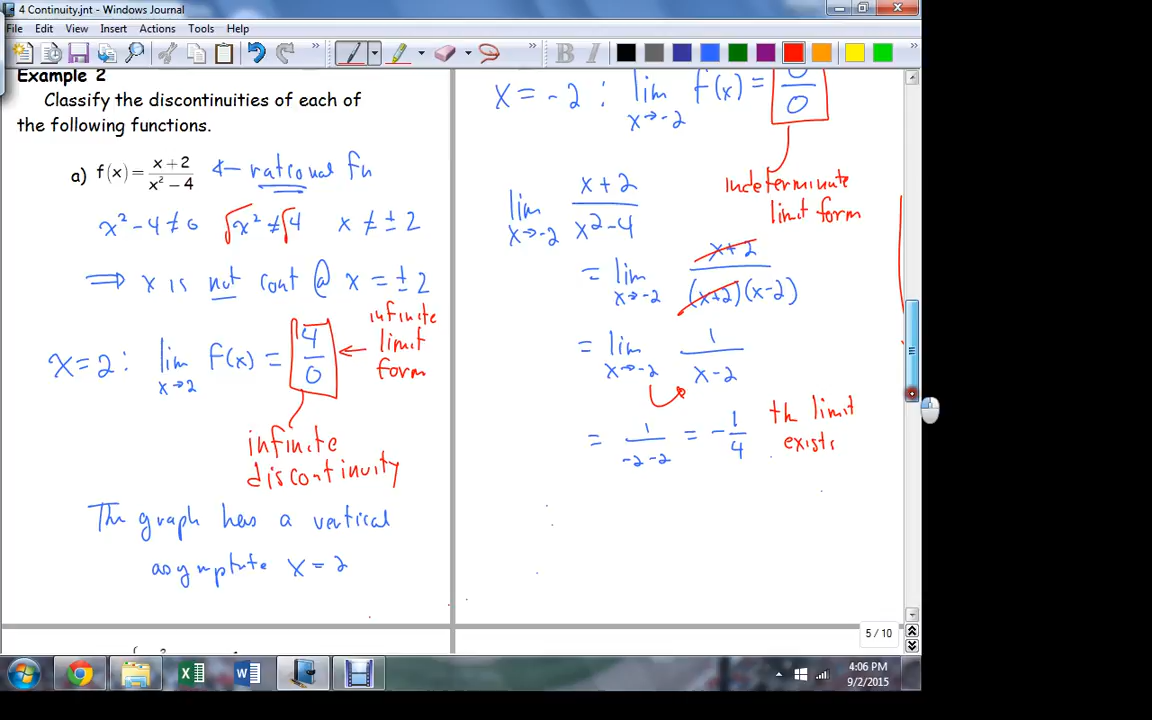 4 Continuity.jnt - Windows Journal
File Edit View Insert Actions Tools Help
Example 2
Classify the discontinuities of each of
the following functions.
a) f(x) = x+2 / x² − 4 ← rational fn
x² − 4 ≠ 0 √x² ≠ √4 x ≠ ± 2
⟹ x is not cont @ x = ± 2
x = 2 : lim x→2 f(x) = 4/0 ← infinite
limit
form
infinite
discontinuity
The graph has a vertical
asymptote x = 2
x = -2 : lim x→-2 f(x) = 0/0
indeterminate
limit form
lim x→-2 x+2 / x²-4
= lim x→-2 x+2 / (x+2)(x-2)
= lim x→-2 1 / x-2
= 1 / -2-2 = -1/4 th limit
exists
5 / 10
4:06 PM
9/2/2015